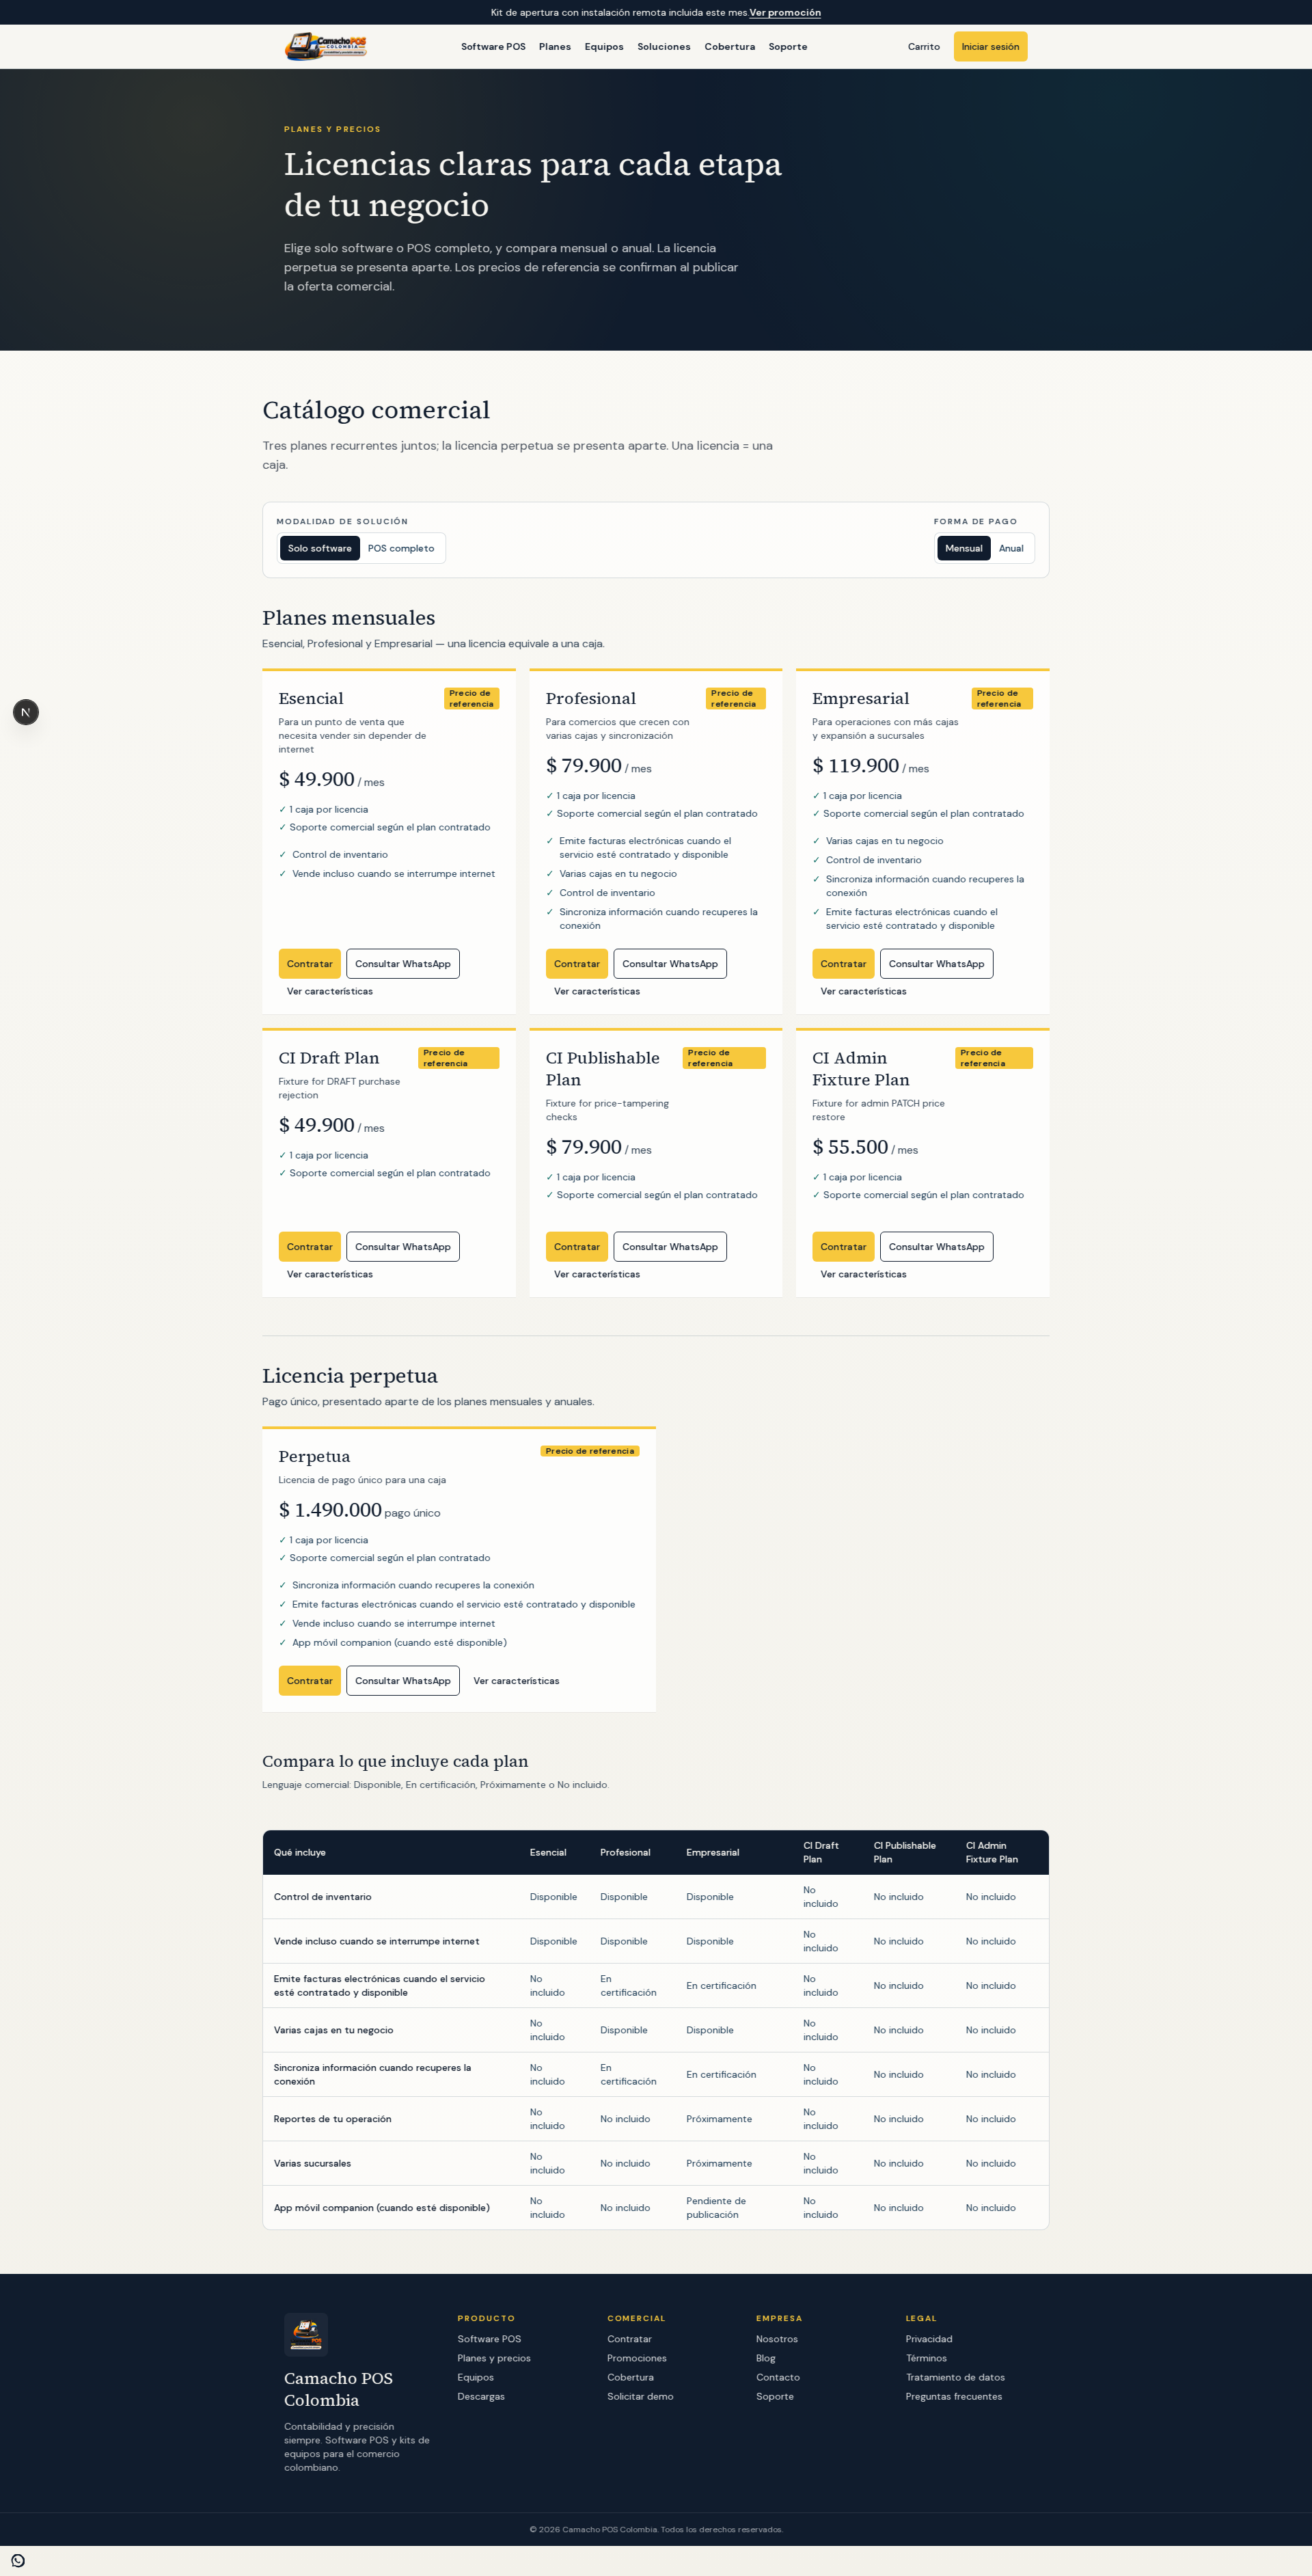 Kit de apertura con instalación remota incluida este mes. Ver promoción
CamachoPOS
COLOMBIA
Software POS Planes Equipos Soluciones Cobertura Soporte Carrito Iniciar sesión
PLANES Y PRECIOS
Licencias claras para cada etapa
de tu negocio
Elige solo software o POS completo, y compara mensual o anual. La licencia
perpetua se presenta aparte. Los precios de referencia se confirman al publicar
la oferta comercial.
Catálogo comercial
Tres planes recurrentes juntos; la licencia perpetua se presenta aparte. Una licencia = una
caja.
MODALIDAD DE SOLUCIÓN
Solo software POS completo
FORMA DE PAGO
Mensual Anual
Planes mensuales
Esencial, Profesional y Empresarial — una licencia equivale a una caja.
Esencial
Precio de
referencia
Para un punto de venta que
necesita vender sin depender de
internet
$ 49.900 / mes
✓ 1 caja por licencia
✓ Soporte comercial según el plan contratado
✓ Control de inventario
✓ Vende incluso cuando se interrumpe internet
Contratar Consultar WhatsApp
Ver características
Profesional
Precio de
referencia
Para comercios que crecen con
varias cajas y sincronización
$ 79.900 / mes
✓ 1 caja por licencia
✓ Soporte comercial según el plan contratado
✓ Emite facturas electrónicas cuando el
servicio esté contratado y disponible
✓ Varias cajas en tu negocio
✓ Control de inventario
✓ Sincroniza información cuando recuperes la
conexión
Contratar Consultar WhatsApp
Ver características
Empresarial
Precio de
referencia
Para operaciones con más cajas
y expansión a sucursales
$ 119.900 / mes
✓ 1 caja por licencia
✓ Soporte comercial según el plan contratado
✓ Varias cajas en tu negocio
✓ Control de inventario
✓ Sincroniza información cuando recuperes la
conexión
✓ Emite facturas electrónicas cuando el
servicio esté contratado y disponible
Contratar Consultar WhatsApp
Ver características
N
CI Draft Plan
Precio de
referencia
Fixture for DRAFT purchase
rejection
$ 49.900 / mes
✓ 1 caja por licencia
✓ Soporte comercial según el plan contratado
Contratar Consultar WhatsApp
Ver características
CI Publishable
Plan
Precio de
referencia
Fixture for price-tampering
checks
$ 79.900 / mes
✓ 1 caja por licencia
✓ Soporte comercial según el plan contratado
Contratar Consultar WhatsApp
Ver características
CI Admin
Fixture Plan
Precio de
referencia
Fixture for admin PATCH price
restore
$ 55.500 / mes
✓ 1 caja por licencia
✓ Soporte comercial según el plan contratado
Contratar Consultar WhatsApp
Ver características
Licencia perpetua
Pago único, presentado aparte de los planes mensuales y anuales.
Perpetua
Precio de referencia
Licencia de pago único para una caja
$ 1.490.000 pago único
✓ 1 caja por licencia
✓ Soporte comercial según el plan contratado
✓ Sincroniza información cuando recuperes la conexión
✓ Emite facturas electrónicas cuando el servicio esté contratado y disponible
✓ Vende incluso cuando se interrumpe internet
✓ App móvil companion (cuando esté disponible)
Contratar Consultar WhatsApp Ver características
Compara lo que incluye cada plan
Lenguaje comercial: Disponible, En certificación, Próximamente o No incluido.
Qué incluye Esencial Profesional Empresarial CI Draft Plan CI Publishable Plan CI Admin Fixture Plan
Control de inventario Disponible Disponible Disponible No incluido No incluido No incluido
Vende incluso cuando se interrumpe internet Disponible Disponible Disponible No incluido No incluido No incluido
Emite facturas electrónicas cuando el servicio esté contratado y disponible No incluido En certificación En certificación No incluido No incluido No incluido
Varias cajas en tu negocio No incluido Disponible Disponible No incluido No incluido No incluido
Sincroniza información cuando recuperes la conexión No incluido En certificación En certificación No incluido No incluido No incluido
Reportes de tu operación No incluido No incluido Próximamente No incluido No incluido No incluido
Varias sucursales No incluido No incluido Próximamente No incluido No incluido No incluido
App móvil companion (cuando esté disponible) No incluido No incluido Pendiente de publicación No incluido No incluido No incluido
Camacho POS
Colombia
Contabilidad y precisión
siempre. Software POS y kits de
equipos para el comercio
colombiano.
PRODUCTO
Software POS
Planes y precios
Equipos
Descargas
COMERCIAL
Contratar
Promociones
Cobertura
Solicitar demo
EMPRESA
Nosotros
Blog
Contacto
Soporte
LEGAL
Privacidad
Términos
Tratamiento de datos
Preguntas frecuentes
© 2026 Camacho POS Colombia. Todos los derechos reservados.